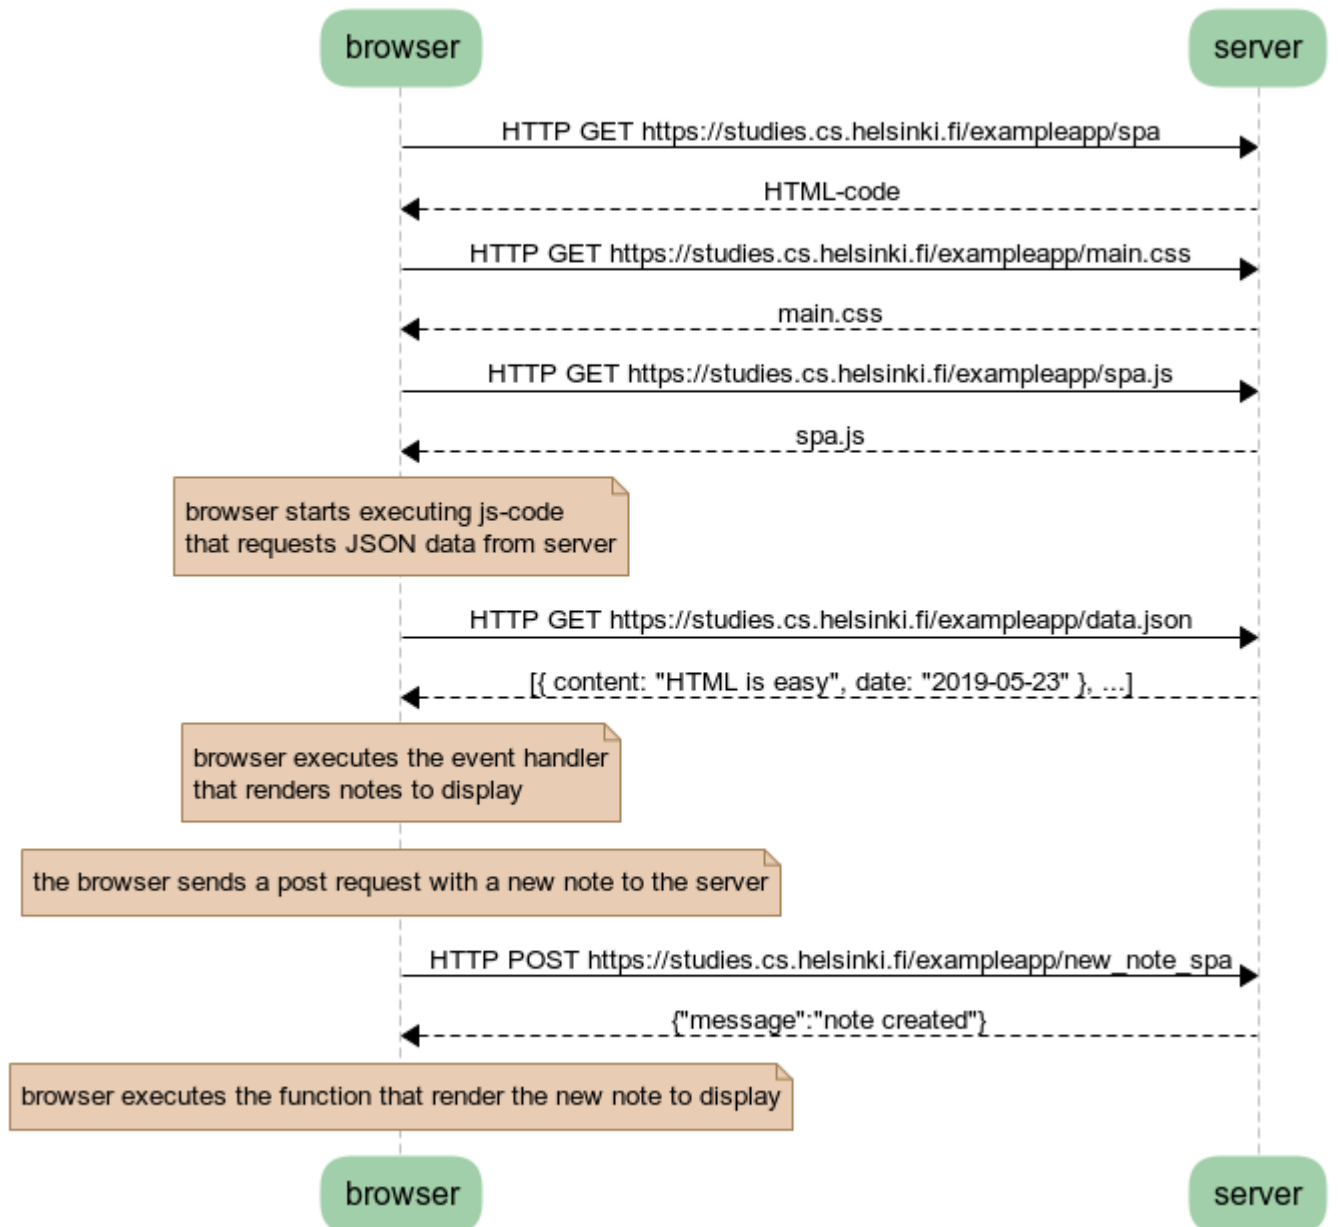 browser server
HTTP GET https://studies.cs.helsinki.fi/exampleapp/spa
HTML-code
HTTP GET https://studies.cs.helsinki.fi/exampleapp/main.css
main.css
HTTP GET https://studies.cs.helsinki.fi/exampleapp/spa.js
spa.js
browser starts executing js-code
that requests JSON data from server
HTTP GET https://studies.cs.helsinki.fi/exampleapp/data.json
[{ content: "HTML is easy", date: "2019-05-23" }, ...]
browser executes the event handler
that renders notes to display
the browser sends a post request with a new note to the server
HTTP POST https://studies.cs.helsinki.fi/exampleapp/new_note_spa
{"message":"note created"}
browser executes the function that render the new note to display
browser server